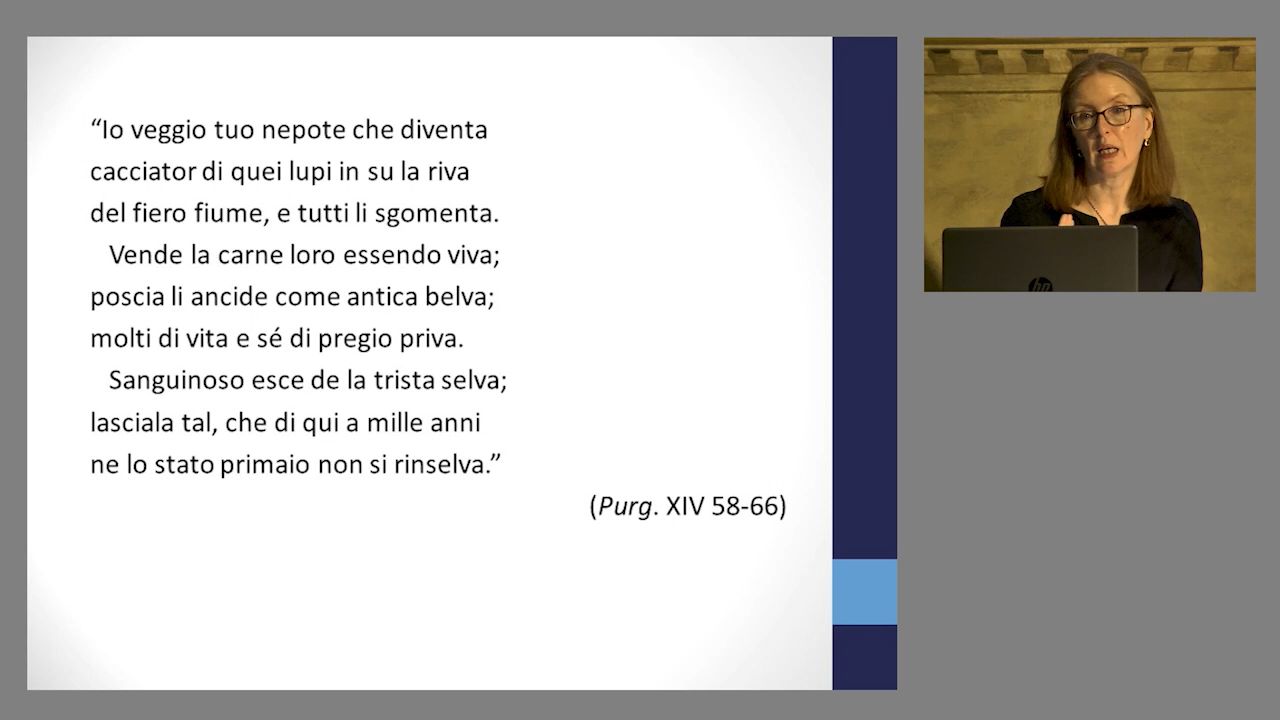 “Io veggio tuo nepote che diventa
cacciator di quei lupi in su la riva
del fiero fiume, e tutti li sgomenta.
Vende la carne loro essendo viva;
poscia li ancide come antica belva;
molti di vita e sé di pregio priva.
Sanguinoso esce de la trista selva;
lasciala tal, che di qui a mille anni
ne lo stato primaio non si rinselva.”
(Purg. XIV 58-66)
hp